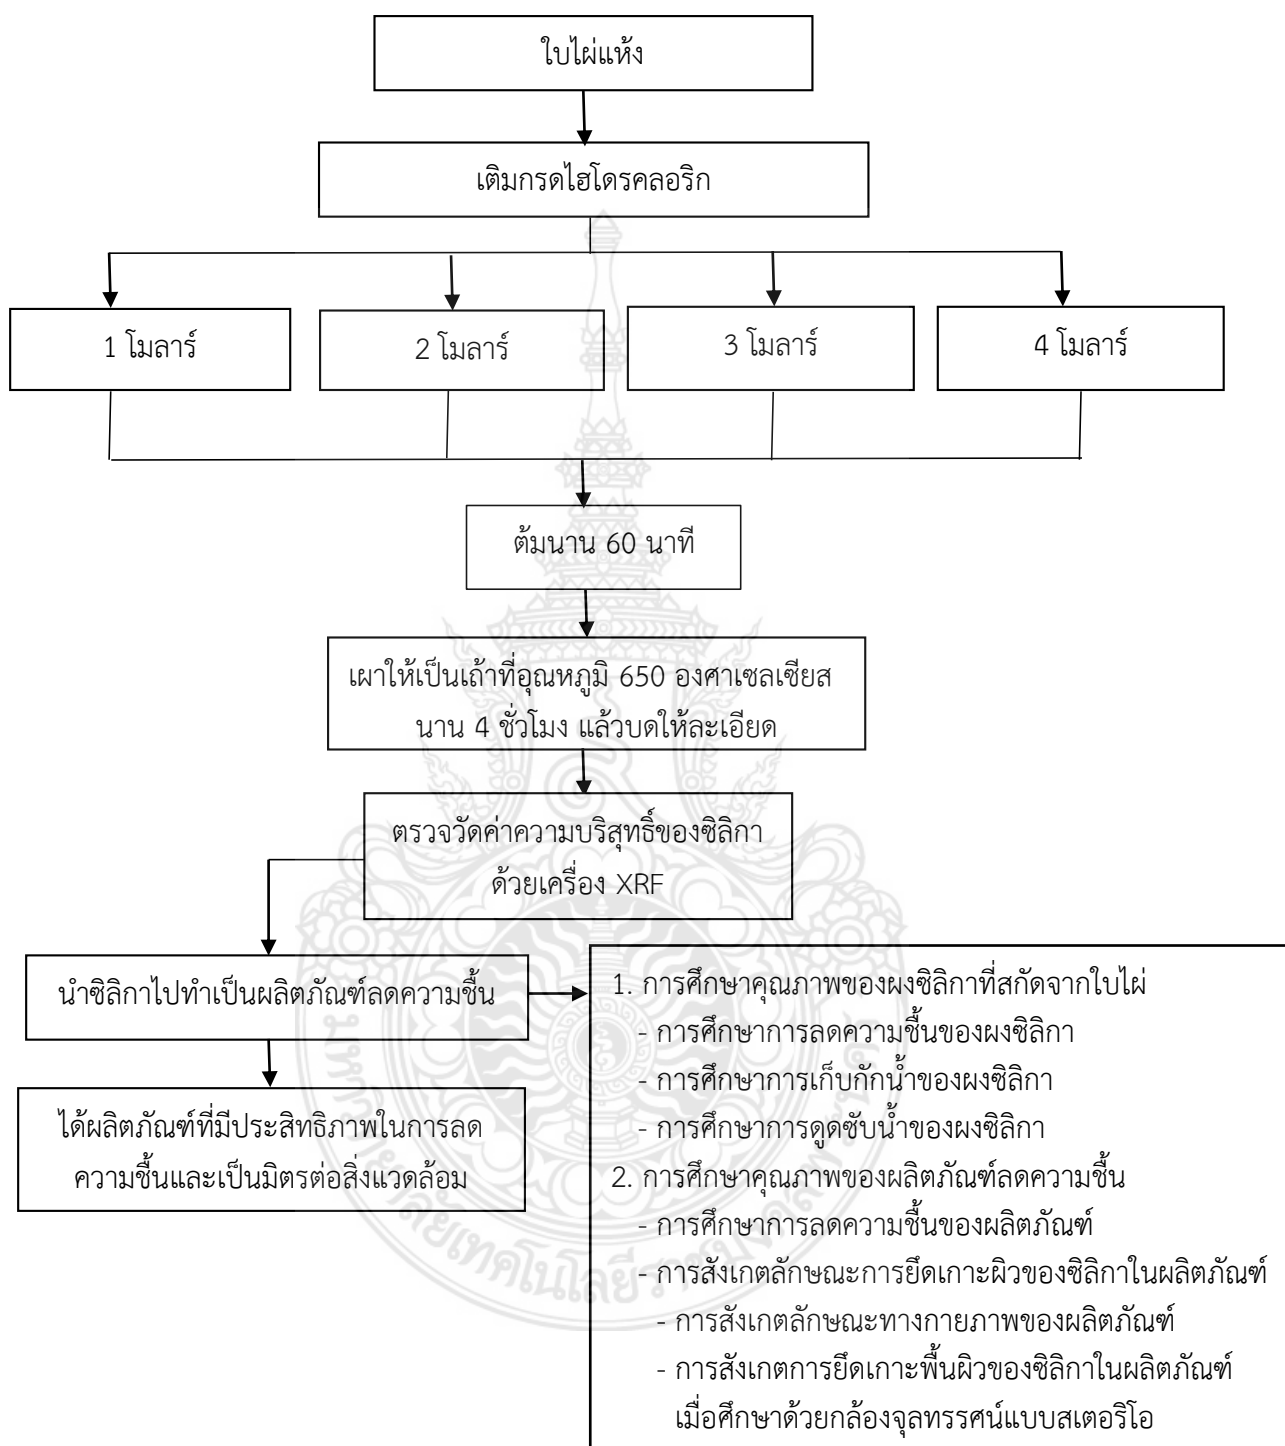 ใบไผ่แห้ง
เติมกรดไฮโดรคลอริก
1 โมลาร์
2 โมลาร์
3 โมลาร์
4 โมลาร์
ต้มนาน 60 นาที
เผาให้เป็นเถ้าที่อุณหภูมิ 650 องศาเซลเซียส
นาน 4 ชั่วโมง แล้วบดให้ละเอียด
ตรวจวัดค่าความบริสุทธิ์ของซิลิกา
ด้วยเครื่อง XRF
นำซิลิกาไปทำเป็นผลิตภัณฑ์ลดความชื้น
ได้ผลิตภัณฑ์ที่มีประสิทธิภาพในการลด
ความชื้นและเป็นมิตรต่อสิ่งแวดล้อม
1. การศึกษาคุณภาพของผงซิลิกาที่สกัดจากใบไผ่
- การศึกษาการลดความชื้นของผงซิลิกา
- การศึกษาการเก็บกักน้ำของผงซิลิกา
- การศึกษาการดูดซับน้ำของผงซิลิกา
2. การศึกษาคุณภาพของผลิตภัณฑ์ลดความชื้น
- การศึกษาการลดความชื้นของผลิตภัณฑ์
- การสังเกตลักษณะการยึดเกาะผิวของซิลิกาในผลิตภัณฑ์
- การสังเกตลักษณะทางกายภาพของผลิตภัณฑ์
- การสังเกตการยึดเกาะพื้นผิวของซิลิกาในผลิตภัณฑ์
เมื่อศึกษาด้วยกล้องจุลทรรศน์แบบสเตอริโอ